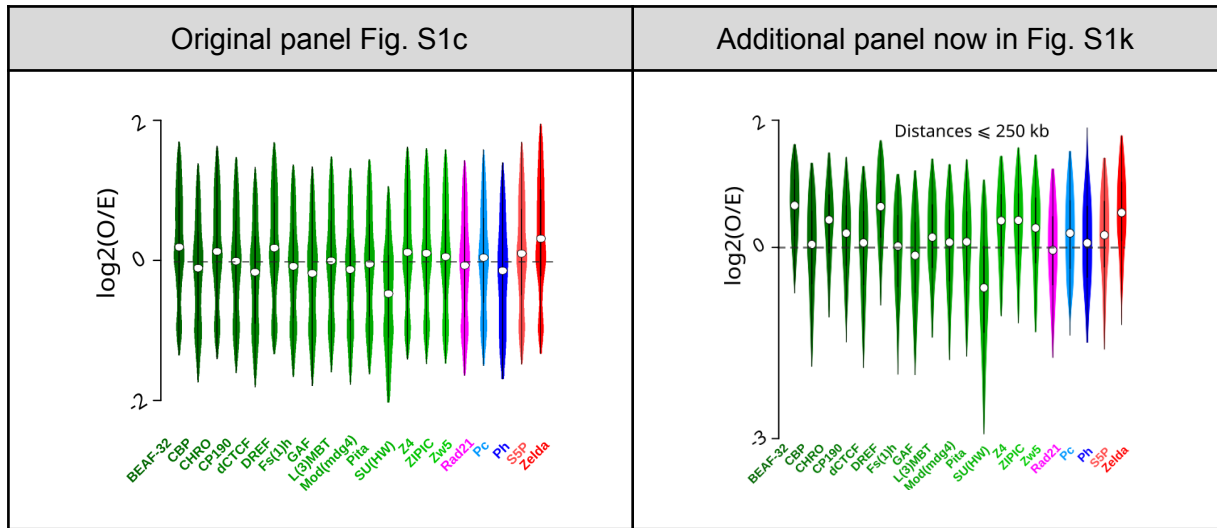 Original panel Fig. S1c
Additional panel now in Fig. S1k
2
0
-2
log2(O/E)
BEAF-32
CBP
CHRO
CP190
dCTCF
DREF
Fs(1)h
GAF
L(3)MBT
Mod(mdg4)
Pita
SU(HW)
Z4
ZIPIC
Zw5
Rad21
Pc
Ph
S5P
Zelda
Distances ⩽ 250 kb
2
0
-3
log2(O/E)
BEAF-32
CBP
CHRO
CP190
dCTCF
DREF
Fs(1)h
GAF
L(3)MBT
Mod(mdg4)
Pita
SU(HW)
Z4
ZIPIC
Zw5
Rad21
Pc
Ph
S5P
Zelda